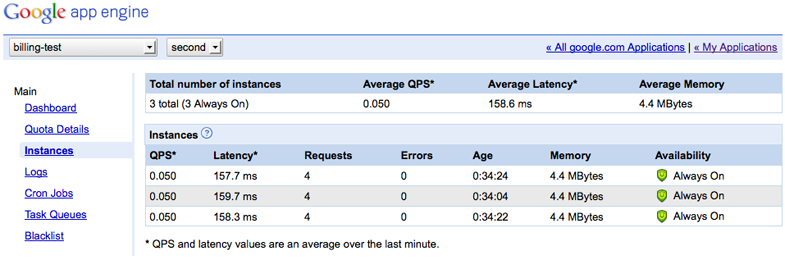 Google app engine
billing-test second « All google.com Applications | « My Applications
Main
Dashboard
Quota Details
Instances
Logs
Cron Jobs
Task Queues
Blacklist
Total number of instances Average QPS* Average Latency* Average Memory
3 total (3 Always On) 0.050 158.6 ms 4.4 MBytes
Instances ?
QPS* Latency* Requests Errors Age Memory Availability
0.050 157.7 ms 4 0 0:34:24 4.4 MBytes Always On
0.050 159.7 ms 4 0 0:34:04 4.4 MBytes Always On
0.050 158.3 ms 4 0 0:34:22 4.4 MBytes Always On
* QPS and latency values are an average over the last minute.